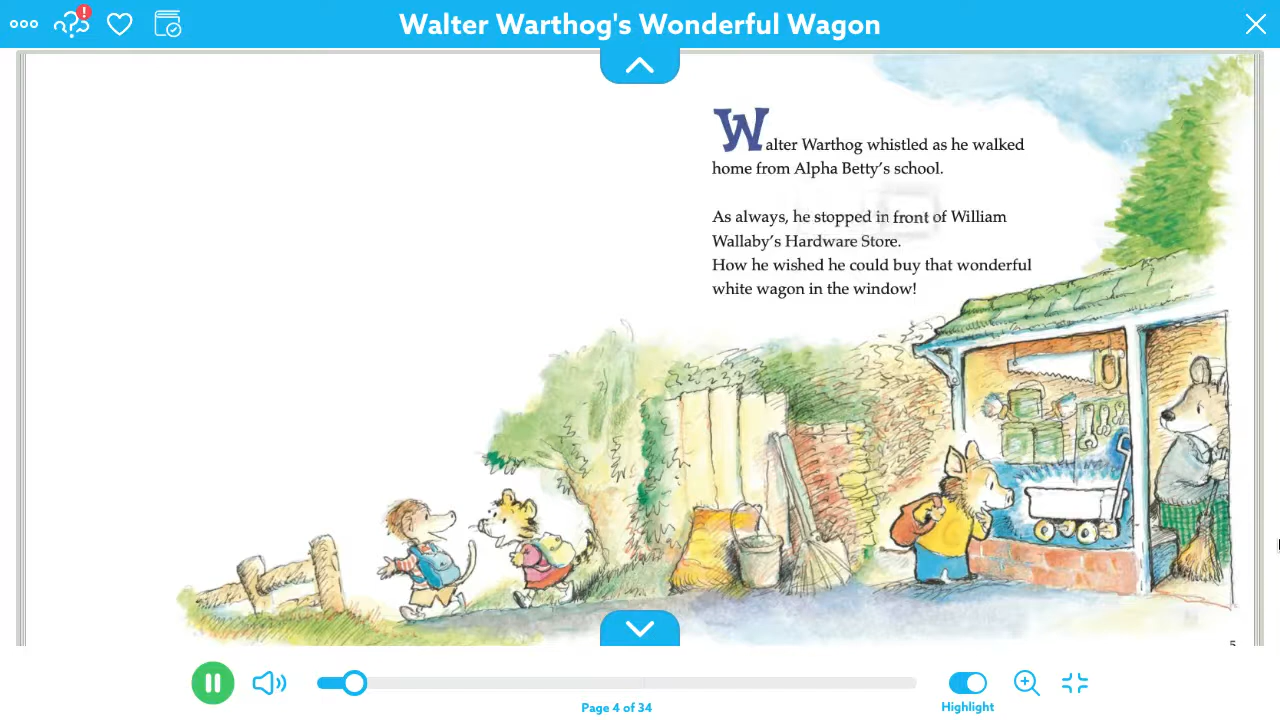 Walter Warthog's Wonderful Wagon
Walter Warthog whistled as he walked
home from Alpha Betty's school.
As always, he stopped in front of William
Wallaby's Hardware Store.
How he wished he could buy that wonderful
white wagon in the window!
5
Page 4 of 34
Highlight